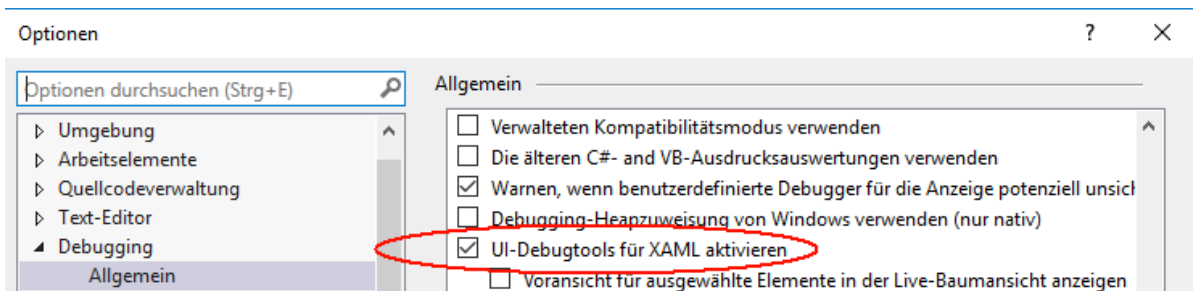 Optionen
?
Optionen durchsuchen (Strg+E)
Umgebung
Arbeitselemente
Quellcodeverwaltung
Text-Editor
Debugging
Allgemein
Allgemein
Verwalteten Kompatibilitätsmodus verwenden
Die älteren C#- and VB-Ausdrucksauswertungen verwenden
Warnen, wenn benutzerdefinierte Debugger für die Anzeige potenziell
Debugging-Heapzuweisung von Windows verwenden (nur nativ)
UI-Debugtools für XAML aktivieren
Voransicht für ausgewählte Elemente in der Live-Baumansicht anzeigen